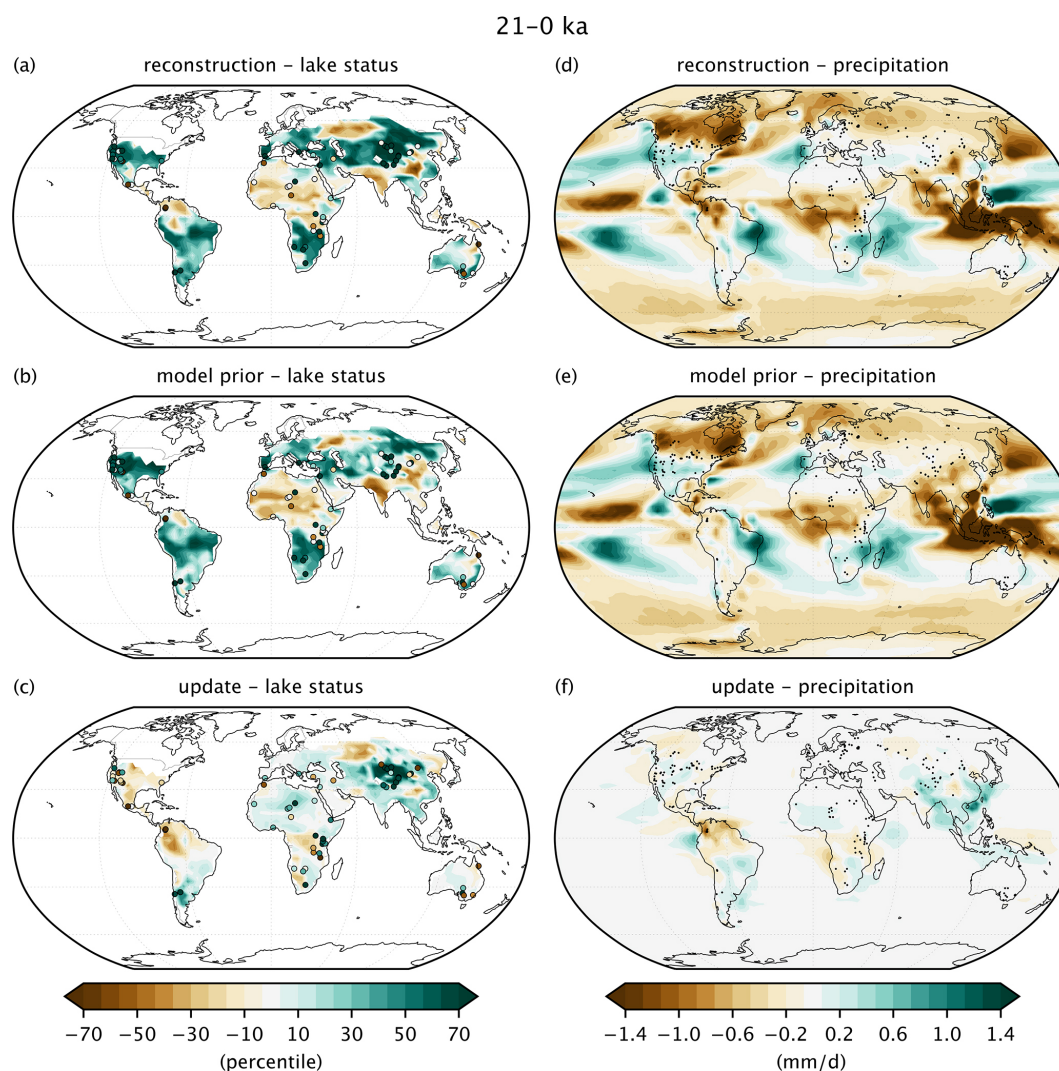 21–0 ka
(a) reconstruction – lake status
(d) reconstruction – precipitation
(b) model prior – lake status
(e) model prior – precipitation
(c) update – lake status
(f) update – precipitation
−70 −50 −30 −10 10 30 50 70
(percentile)
−1.4 −1.0 −0.6 −0.2 0.2 0.6 1.0 1.4
(mm/d)